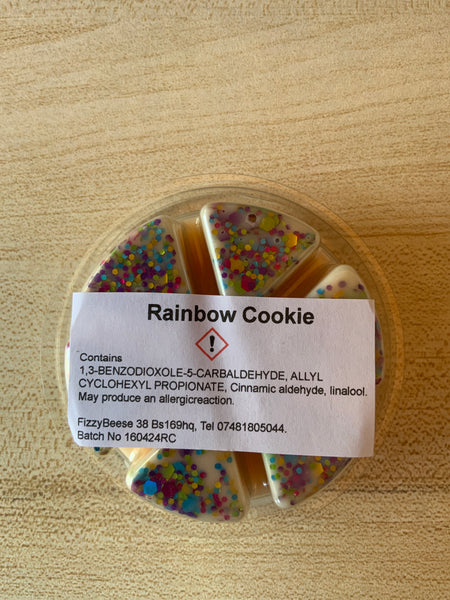 Rainbow Cookie
!
Contains
1,3-BENZODIOXOLE-5-CARBALDEHYDE, ALLYL
CYCLOHEXYL PROPIONATE, Cinnamic aldehyde, linalool.
May produce an allergicreaction.
FizzyBeese 38 Bs169hq, Tel 07481805044.
Batch No 160424RC